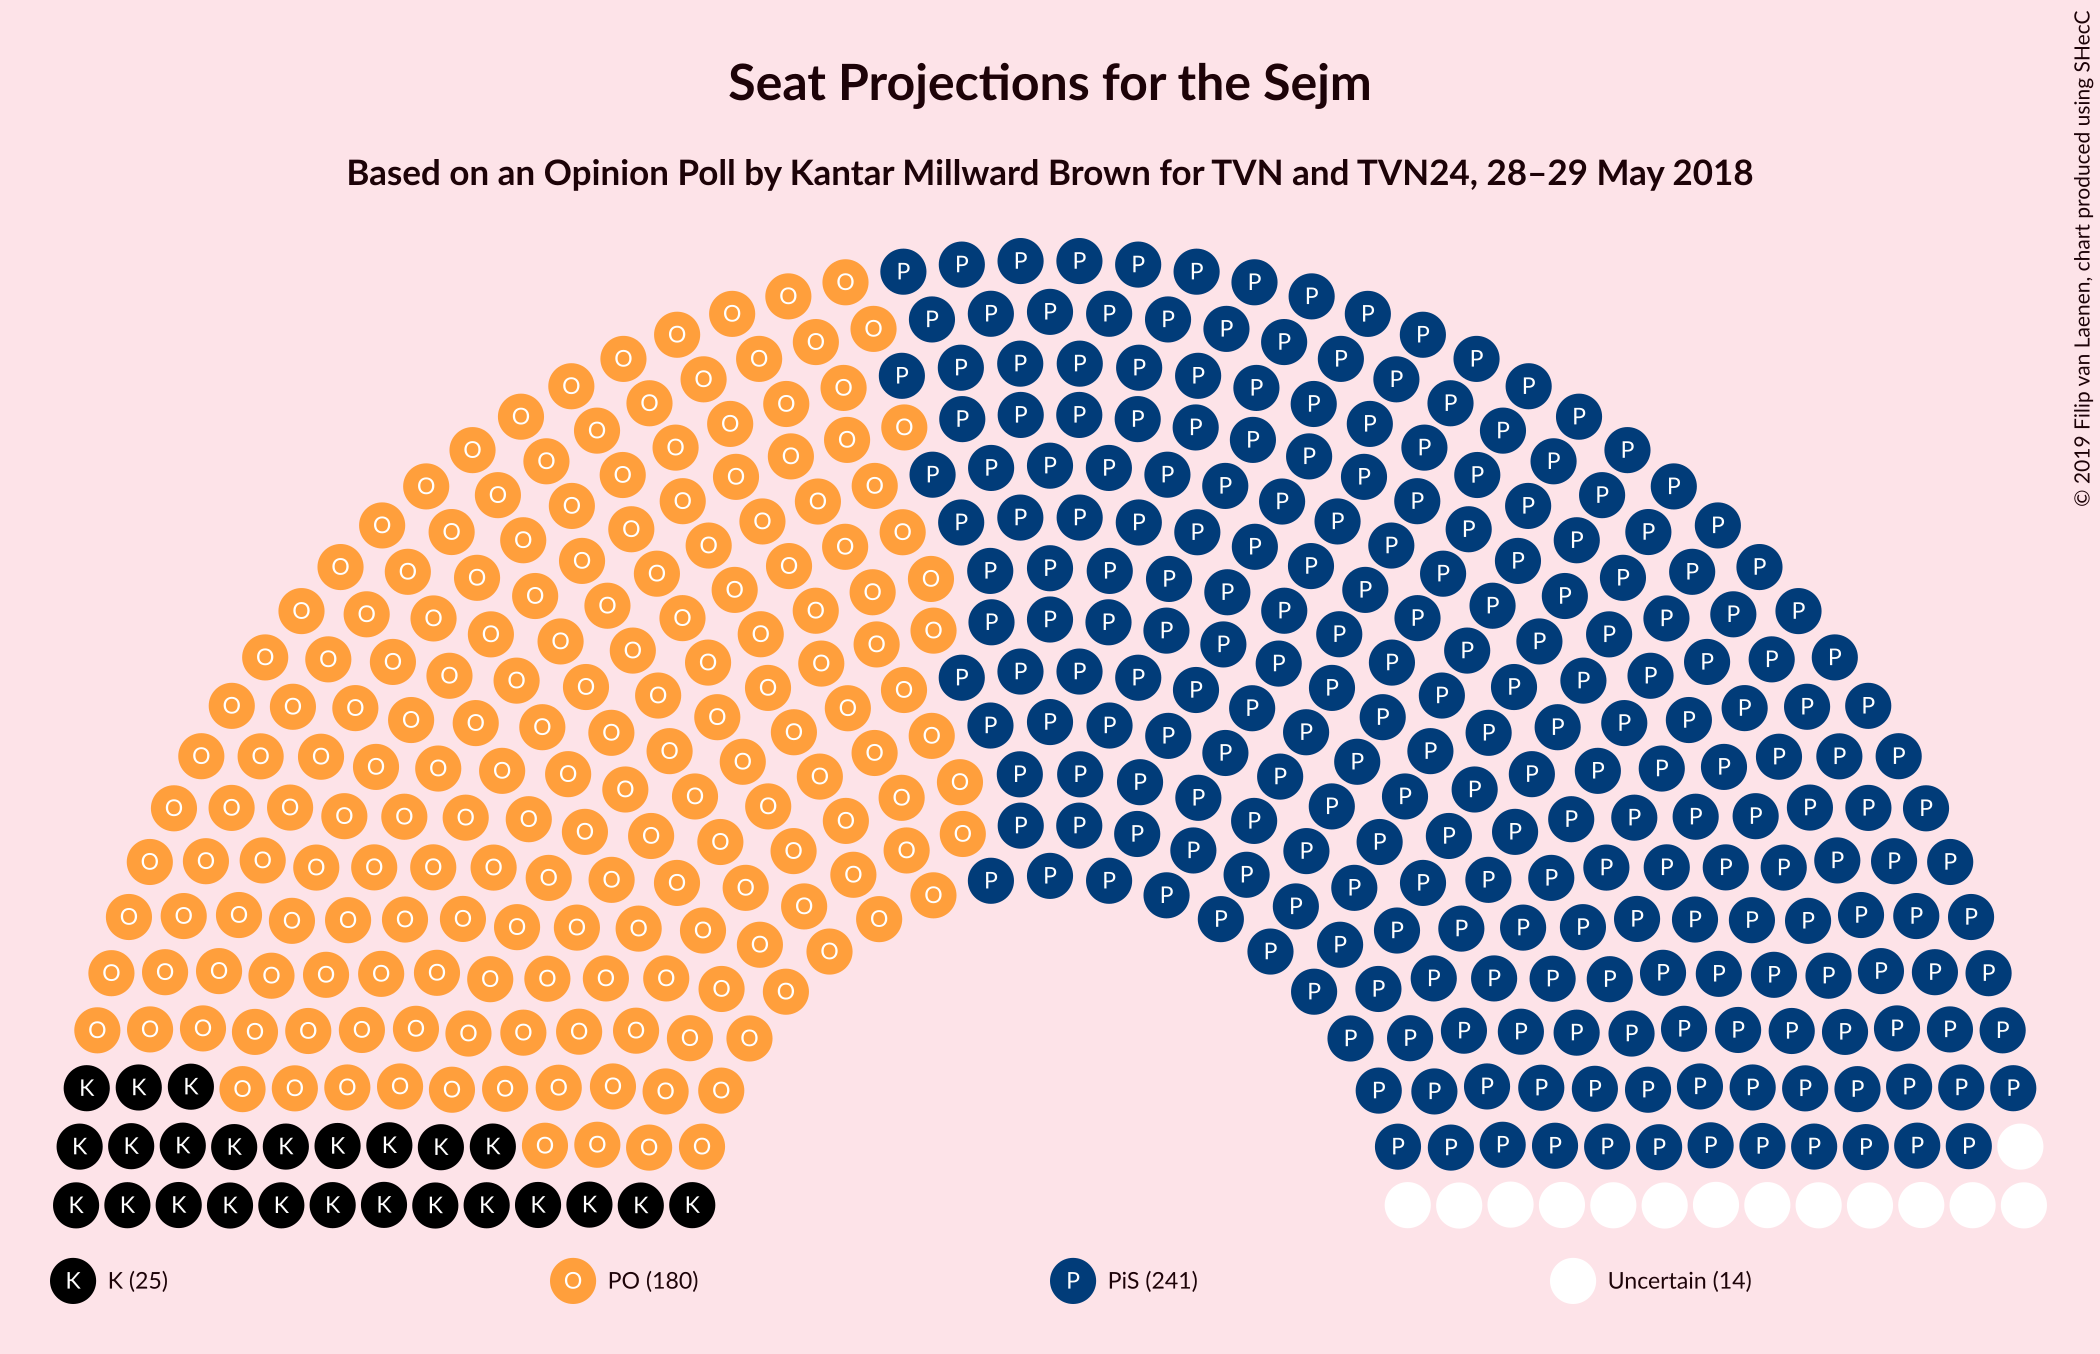 Seat Projections for the Sejm
Based on an Opinion Poll by Kantar Millward Brown for TVN and TVN24, 28–29 May 2018
© 2019 Filip van Laenen, chart produced using SHecC
K K (25)
O PO (180)
P PiS (241)
Uncertain (14)